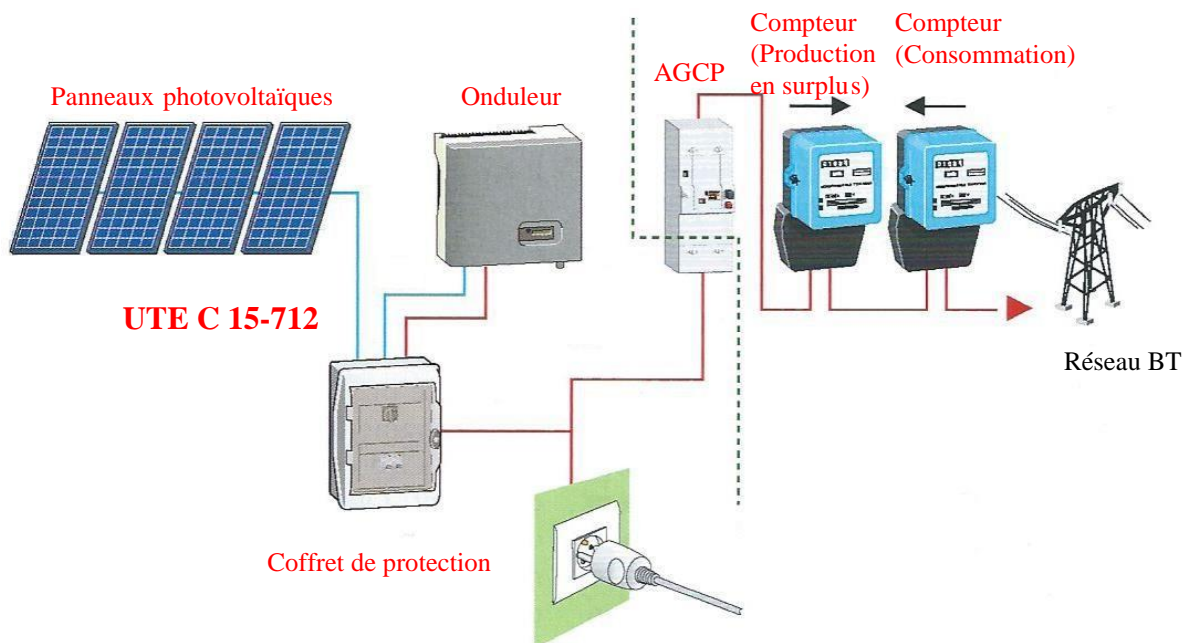 Compteur
(Production
en surplus)
Compteur
(Consommation)
AGCP
Panneaux photovoltaïques
Onduleur
UTE C 15-712
Réseau BT
Coffret de protection